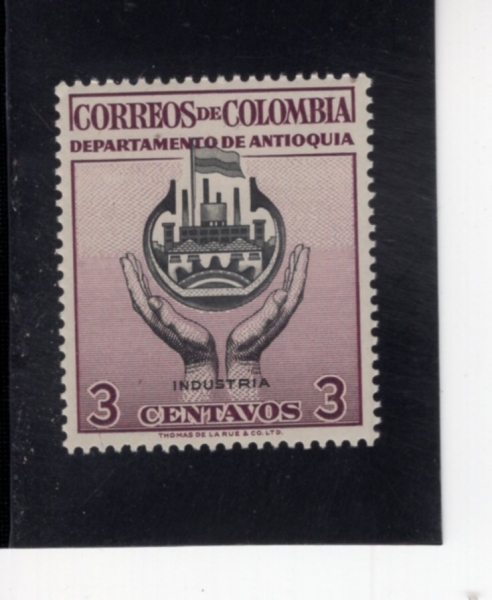 CORREOS DE COLOMBIA
DEPARTAMENTO DE ANTIOQUIA
INDUSTRIA
3 CENTAVOS 3
THOMAS DE LA RUE & CO. LTD.